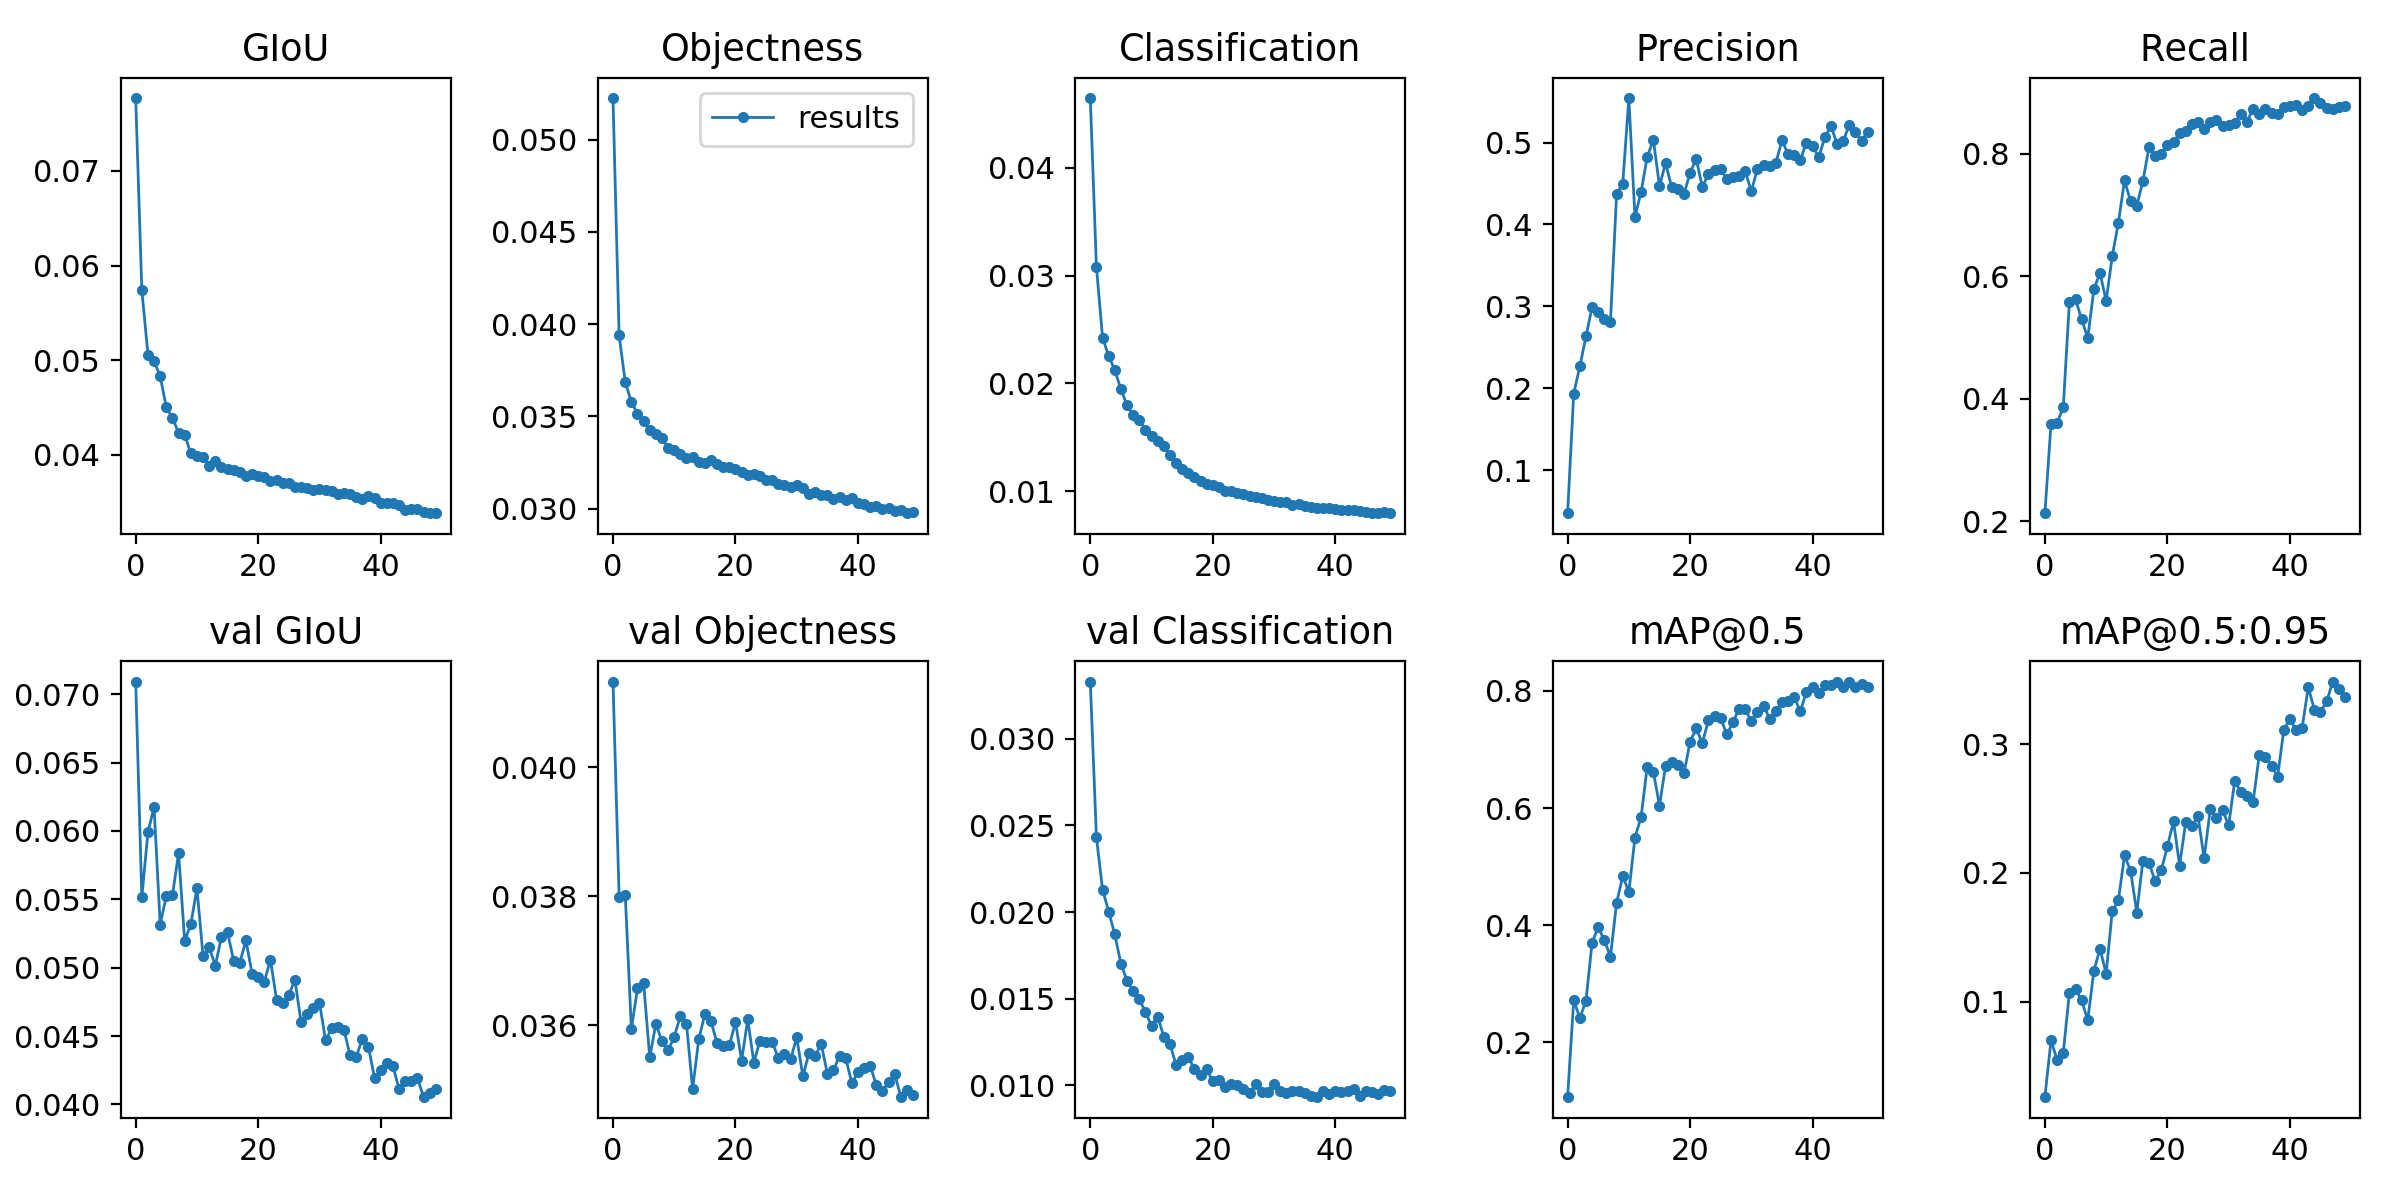 GIoU
0.07
0.06
0.05
0.04
0 20 40
Objectness
results
0.050
0.045
0.040
0.035
0.030
0 20 40
Classification
0.04
0.03
0.02
0.01
0 20 40
Precision
0.5
0.4
0.3
0.2
0.1
0 20 40
Recall
0.8
0.6
0.4
0.2
0 20 40
val GIoU
0.070
0.065
0.060
0.055
0.050
0.045
0.040
0 20 40
val Objectness
0.040
0.038
0.036
0 20 40
val Classification
0.030
0.025
0.020
0.015
0.010
0 20 40
mAP@0.5
0.8
0.6
0.4
0.2
0 20 40
mAP@0.5:0.95
0.3
0.2
0.1
0 20 40